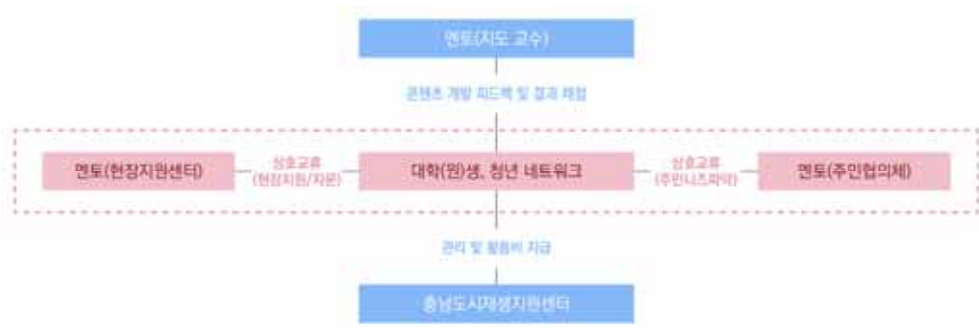 멘토(지도 교수)
콘텐츠 개발 피드백 및 결과 채점
멘토(현장지원센터)
상호교류
(현장지원/자문)
대학(원)생, 청년 네트워크
상호교류
(주민니즈파악)
멘토(주민협의체)
관리 및 활동비 지급
충남도시재생지원센터